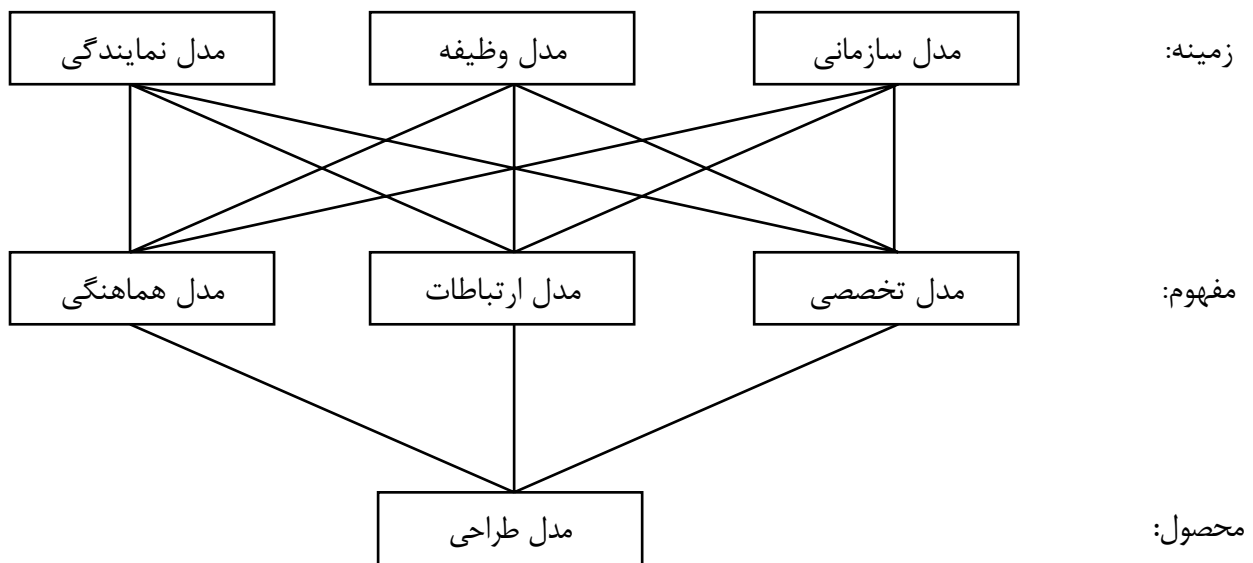 زمینه:
مدل سازمانی
مدل وظیفه
مدل نمایندگی
مفهوم:
مدل تخصصی
مدل ارتباطات
مدل هماهنگی
محصول:
مدل طراحی